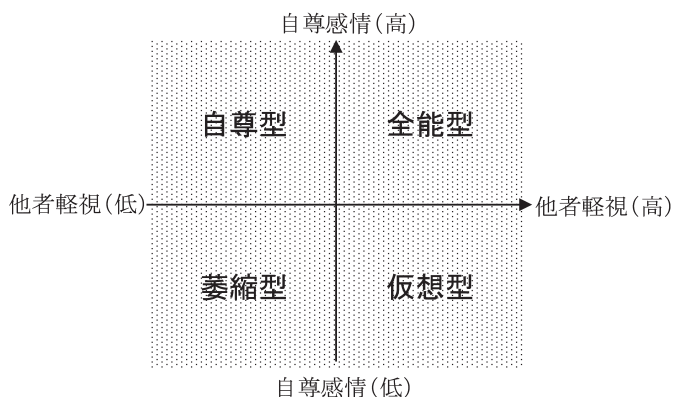 自尊感情(高)
自尊型
全能型
他者軽視(低)
他者軽視(高)
萎縮型
仮想型
自尊感情(低)